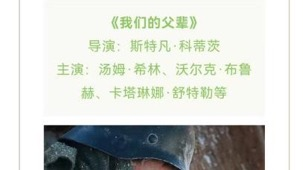 《我们的父辈》
导演：斯特凡·科蒂茨
主演：汤姆·希林、沃尔克·布鲁
赫、卡塔琳娜·舒特勒等